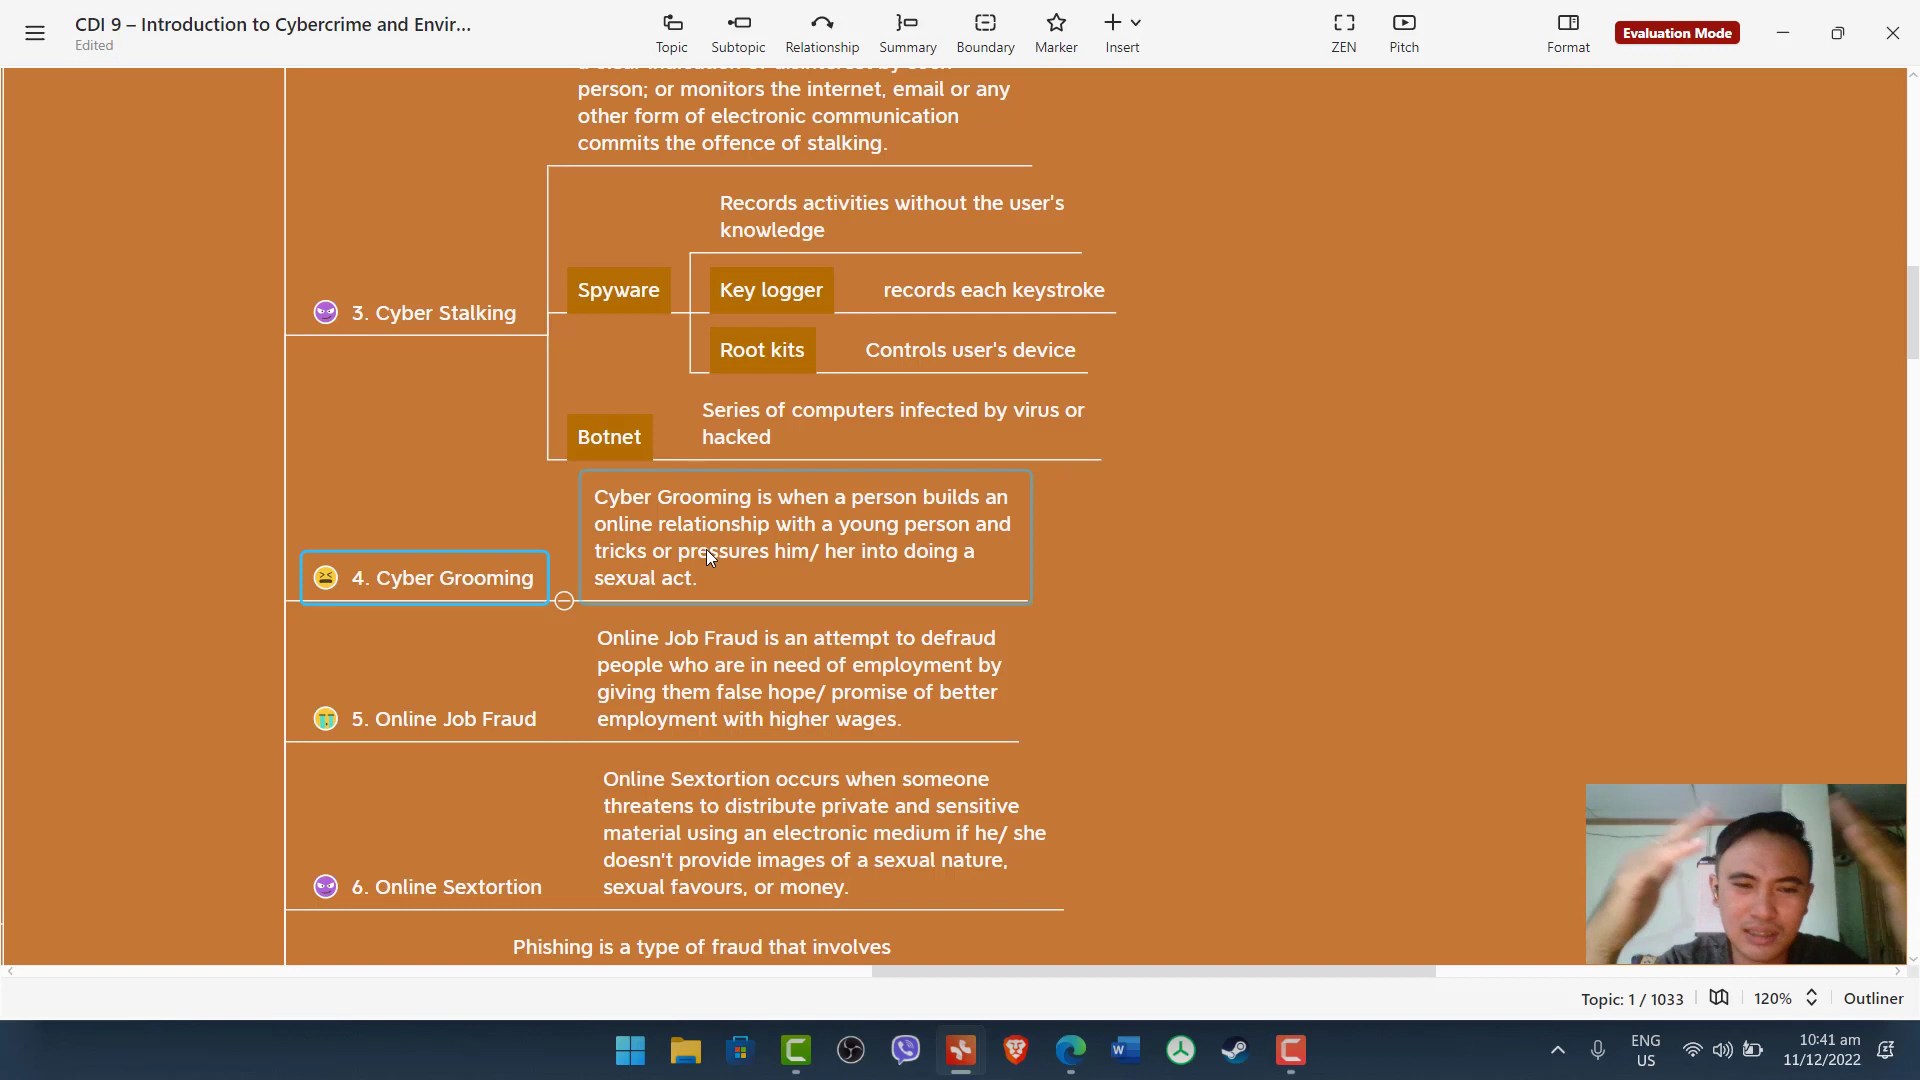 CDI 9 – Introduction to Cybercrime and Envir...
Edited
Topic
Subtopic
Relationship
Summary
Boundary
Marker
Insert
ZEN
Pitch
Format
Evaluation Mode
a clear indication of disinterest by such
person; or monitors the internet, email or any
other form of electronic communication
commits the offence of stalking.
Records activities without the user's
knowledge
Spyware
Key logger
records each keystroke
3. Cyber Stalking
Root kits
Controls user's device
Series of computers infected by virus or
hacked
Botnet
Cyber Grooming is when a person builds an
online relationship with a young person and
tricks or pressures him/ her into doing a
sexual act.
4. Cyber Grooming
Online Job Fraud is an attempt to defraud
people who are in need of employment by
giving them false hope/ promise of better
employment with higher wages.
5. Online Job Fraud
Online Sextortion occurs when someone
threatens to distribute private and sensitive
material using an electronic medium if he/ she
doesn't provide images of a sexual nature,
sexual favours, or money.
6. Online Sextortion
Phishing is a type of fraud that involves
Topic: 1 / 1033
120%
Outliner
ENG
US
10:41 am
11/12/2022